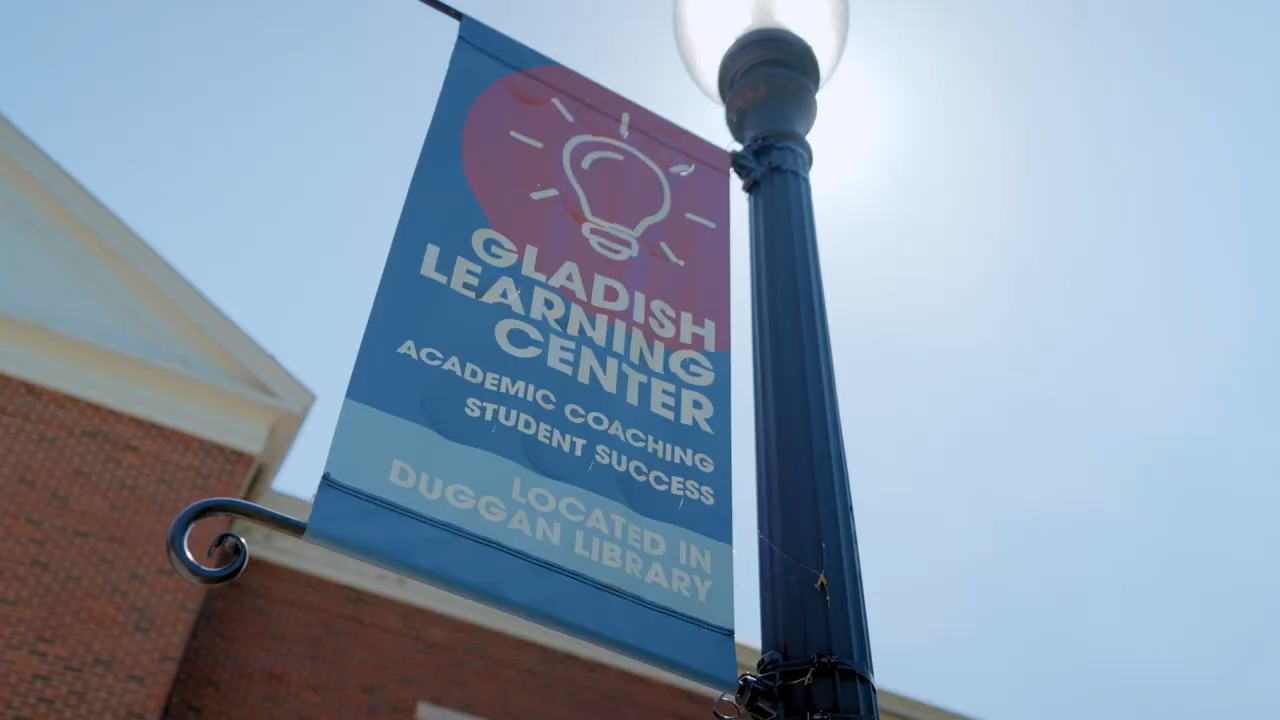 GLADISH
LEARNING
CENTER
ACADEMIC COACHING
STUDENT SUCCESS
LOCATED IN
DUGGAN LIBRARY